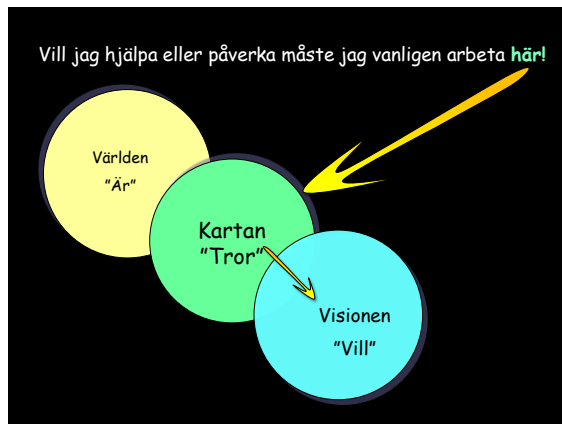 Vill jag hjälpa eller påverka måste jag vanligen arbeta här!
Världen
”Är”
Kartan
”Tror”
Visionen
”Vill”